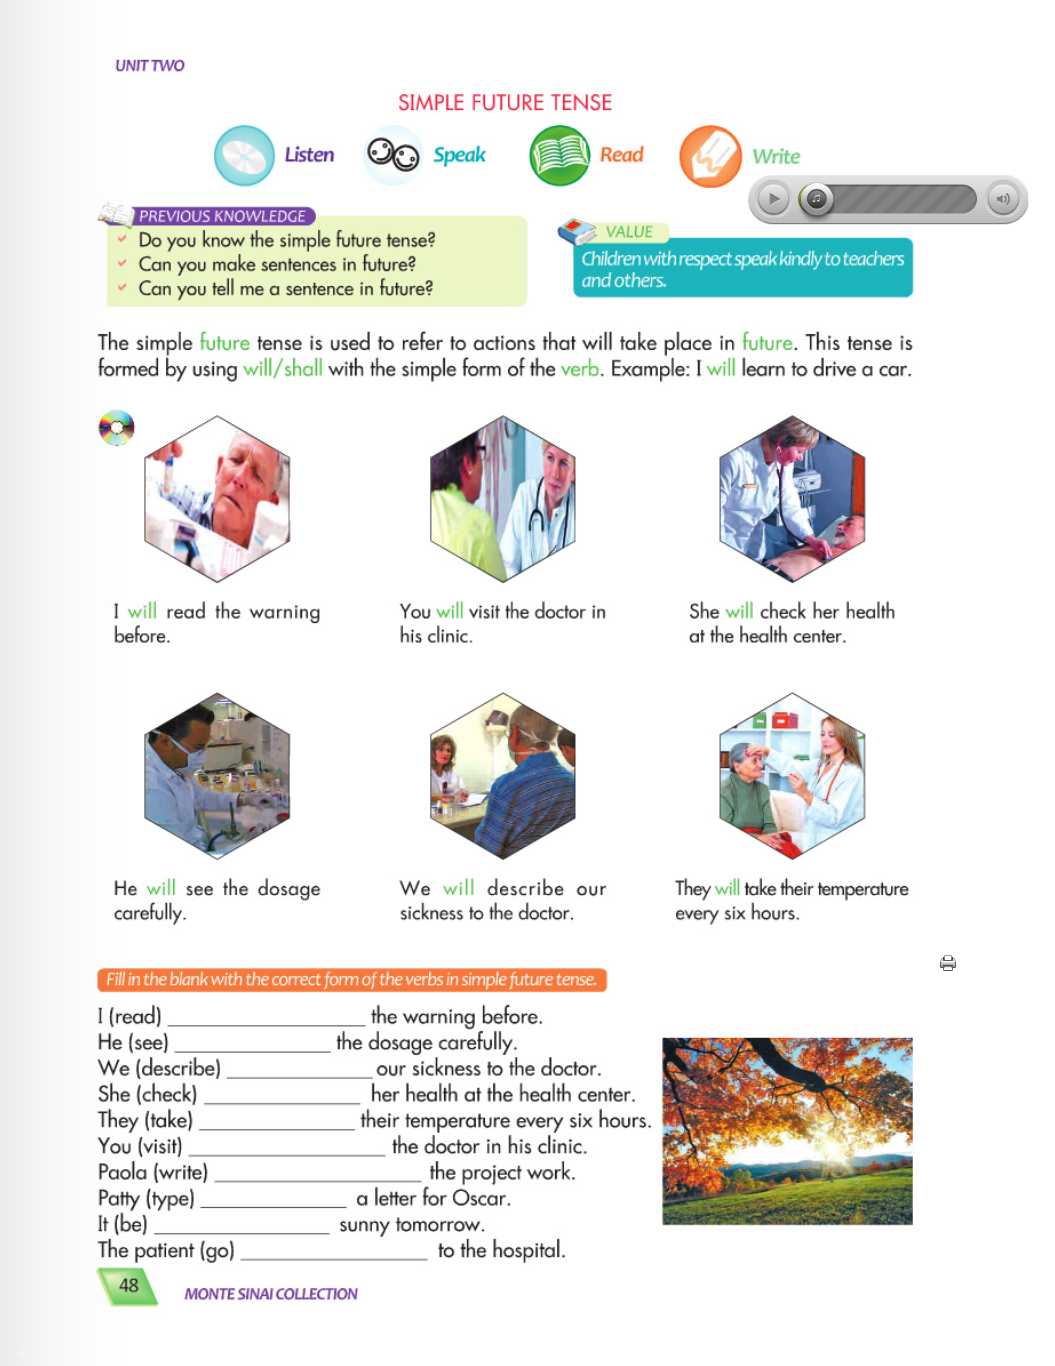 UNIT TWO
SIMPLE FUTURE TENSE
Listen
Speak
Read
Write
PREVIOUS KNOWLEDGE
Do you know the simple future tense?
Can you make sentences in future?
Can you tell me a sentence in future?
VALUE
Children with respect speak kindly to teachers
and others.
The simple future tense is used to refer to actions that will take place in future. This tense is
formed by using will/shall with the simple form of the verb. Example: I will learn to drive a car.
I will read the warning
before.
You will visit the doctor in
his clinic.
She will check her health
at the health center.
He will see the dosage
carefully.
We will describe our
sickness to the doctor.
They will take their temperature
every six hours.
Fill in the blank with the correct form of the verbs in simple future tense.
I (read) ____________________ the warning before.
He (see) ________________ the dosage carefully.
We (describe) _______________ our sickness to the doctor.
She (check) ________________ her health at the health center.
They (take) ________________ their temperature every six hours.
You (visit) ____________________ the doctor in his clinic.
Paola (write) _____________________ the project work.
Patty (type) _______________ a letter for Oscar.
It (be) __________________ sunny tomorrow.
The patient (go) ___________________ to the hospital.
48
MONTE SINAI COLLECTION